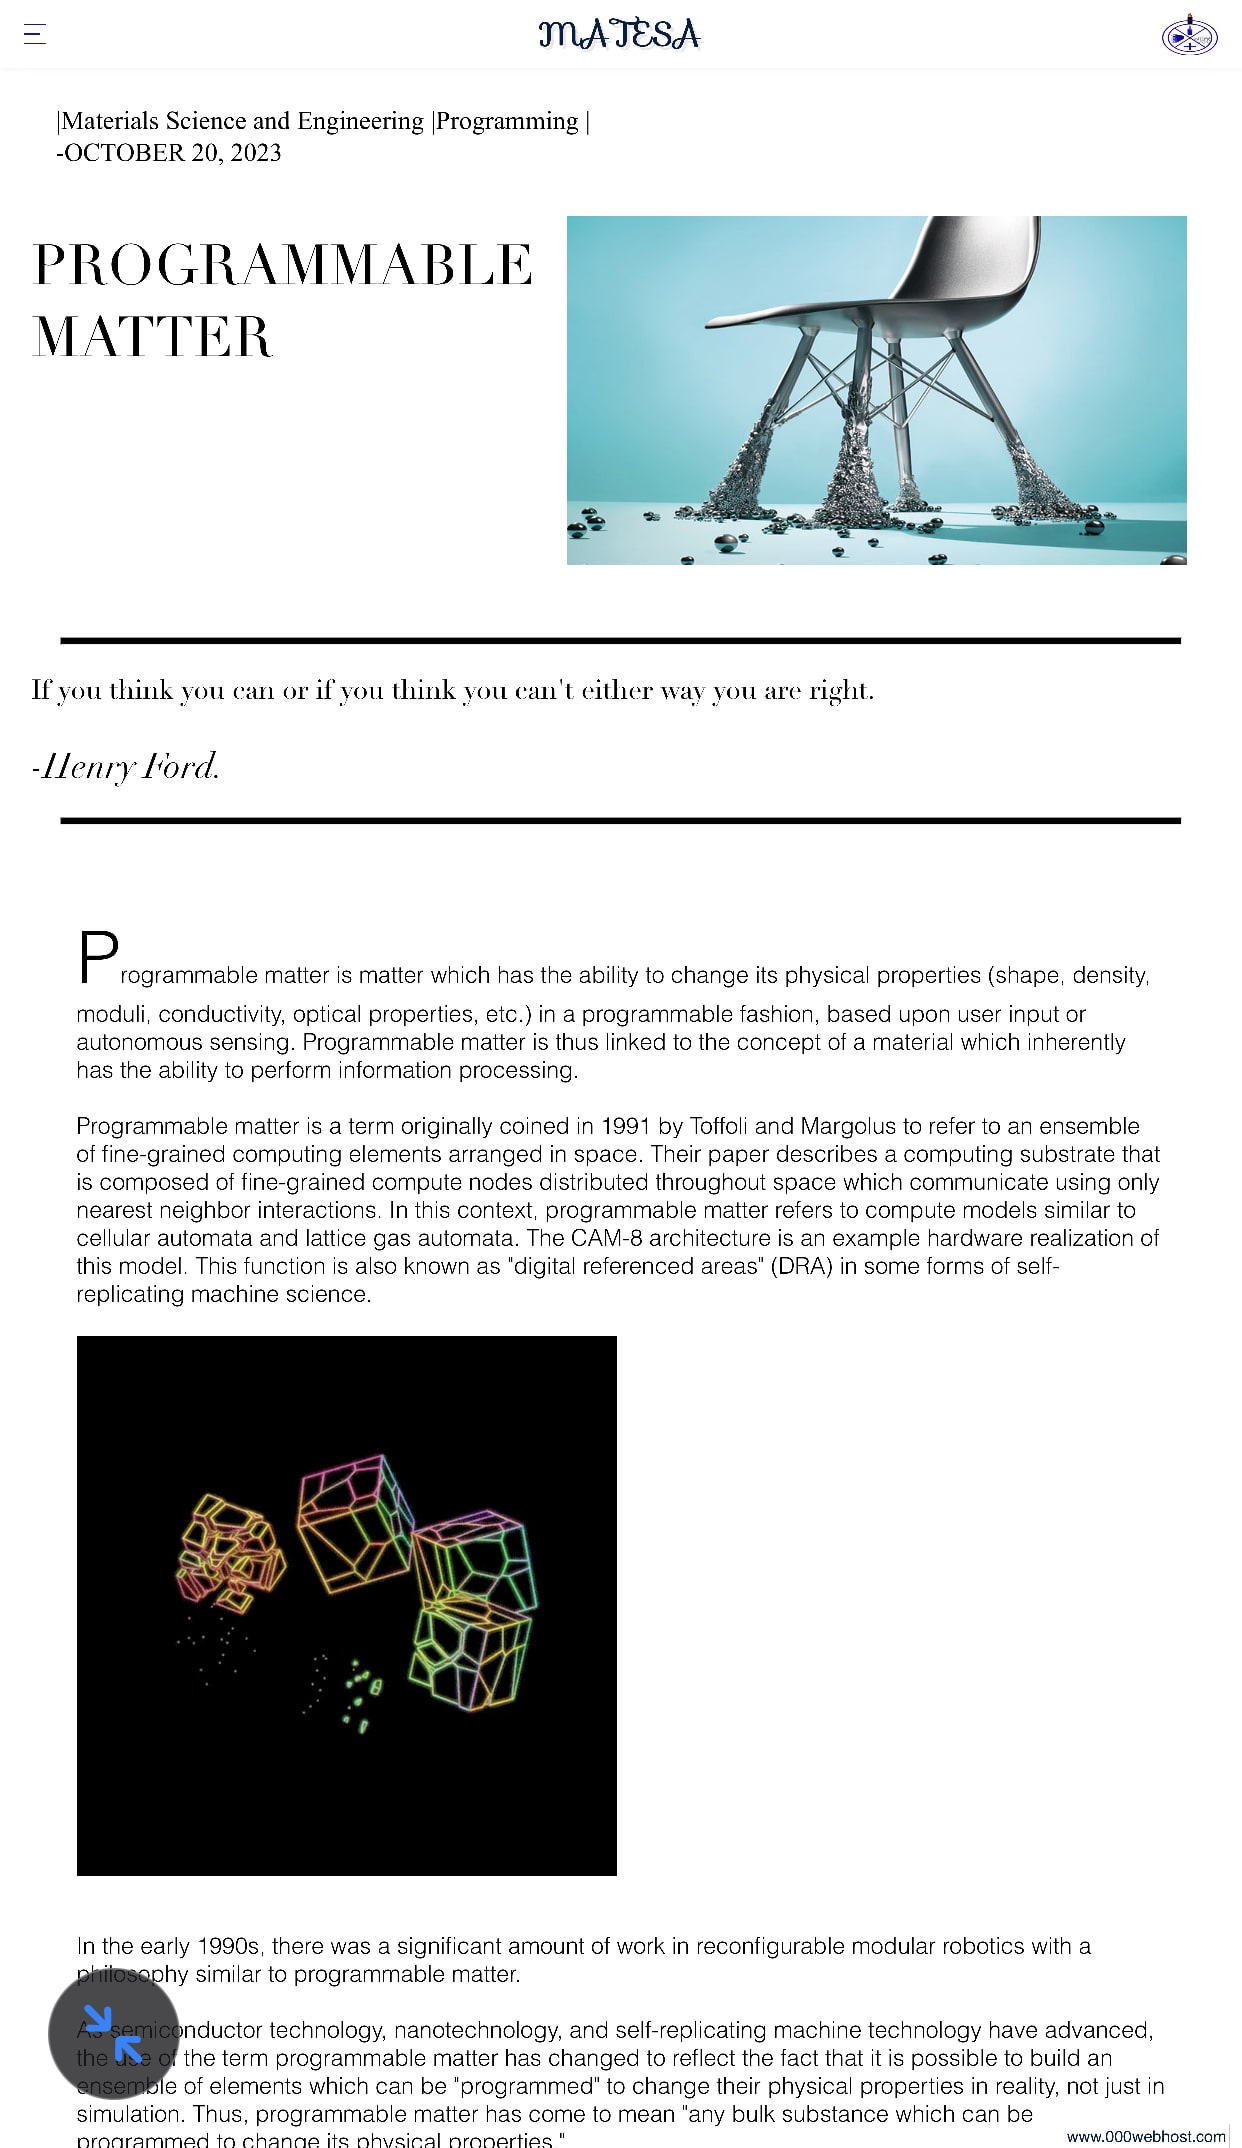 MATESA
|Materials Science and Engineering |Programming |
-OCTOBER 20, 2023
PROGRAMMABLE
MATTER
If you think you can or if you think you can't either way you are right.
-Henry Ford.
Programmable matter is matter which has the ability to change its physical properties (shape, density,
moduli, conductivity, optical properties, etc.) in a programmable fashion, based upon user input or
autonomous sensing. Programmable matter is thus linked to the concept of a material which inherently
has the ability to perform information processing.
Programmable matter is a term originally coined in 1991 by Toffoli and Margolus to refer to an ensemble
of fine-grained computing elements arranged in space. Their paper describes a computing substrate that
is composed of fine-grained compute nodes distributed throughout space which communicate using only
nearest neighbor interactions. In this context, programmable matter refers to compute models similar to
cellular automata and lattice gas automata. The CAM-8 architecture is an example hardware realization of
this model. This function is also known as "digital referenced areas" (DRA) in some forms of self-
replicating machine science.
In the early 1990s, there was a significant amount of work in reconfigurable modular robotics with a
philosophy similar to programmable matter.
As semiconductor technology, nanotechnology, and self-replicating machine technology have advanced,
the use of the term programmable matter has changed to reflect the fact that it is possible to build an
ensemble of elements which can be "programmed" to change their physical properties in reality, not just in
simulation. Thus, programmable matter has come to mean "any bulk substance which can be
programmed to change its physical properties."
www.000webhost.com